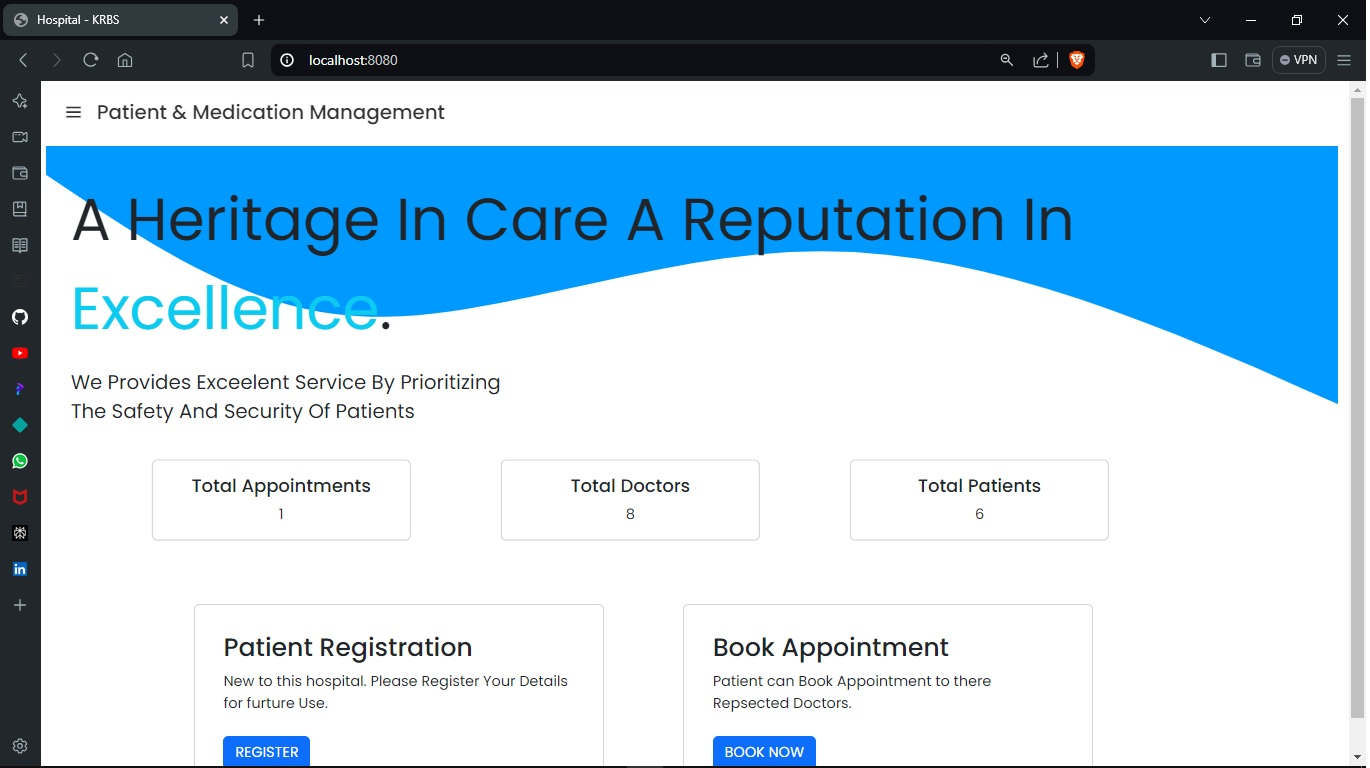 Hospital - KRBS
localhost:8080
VPN
Patient & Medication Management
A Heritage In Care A Reputation In
Excellence.
We Provides Exceelent Service By Prioritizing
The Safety And Security Of Patients
Total Appointments
1
Total Doctors
8
Total Patients
6
Patient Registration
New to this hospital. Please Register Your Details
for furture Use.
REGISTER
Book Appointment
Patient can Book Appointment to there
Repsected Doctors.
BOOK NOW
in